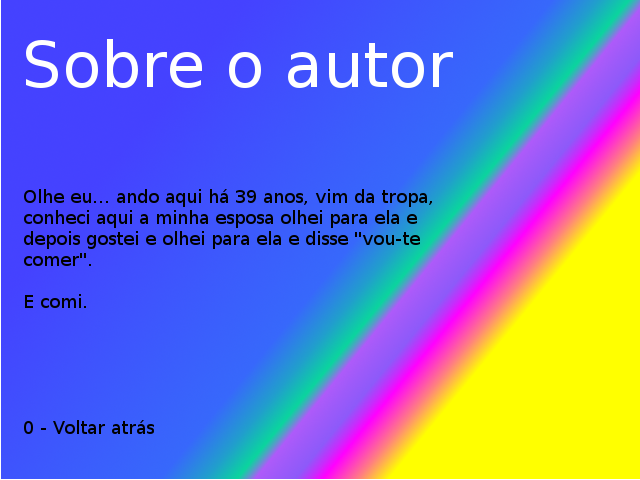 Sobre o autor
Olhe eu... ando aqui há 39 anos, vim da tropa,
conheci aqui a minha esposa olhei para ela e
depois gostei e olhei para ela e disse "vou-te
comer".
E comi.
0 - Voltar atrás